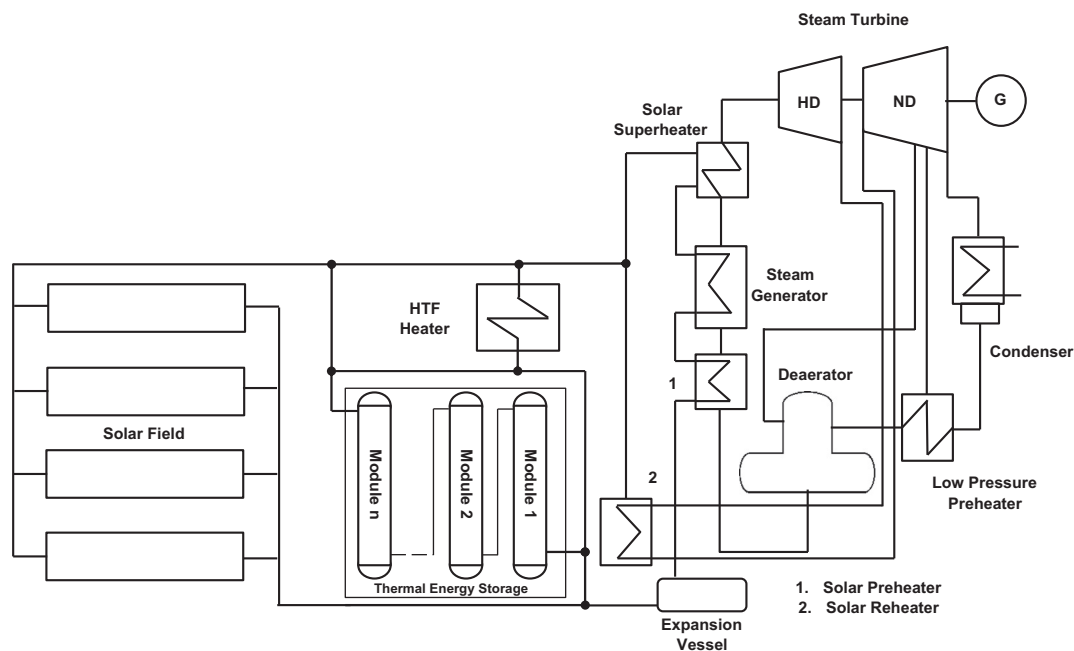 Steam Turbine
HD
ND
G
Solar
Superheater
Steam
Generator
HTF
Heater
Condenser
1
Deaerator
Solar Field
Module n
Module 2
Module 1
2
Low Pressure
Preheater
Thermal Energy Storage
1. Solar Preheater
2. Solar Reheater
Expansion
Vessel